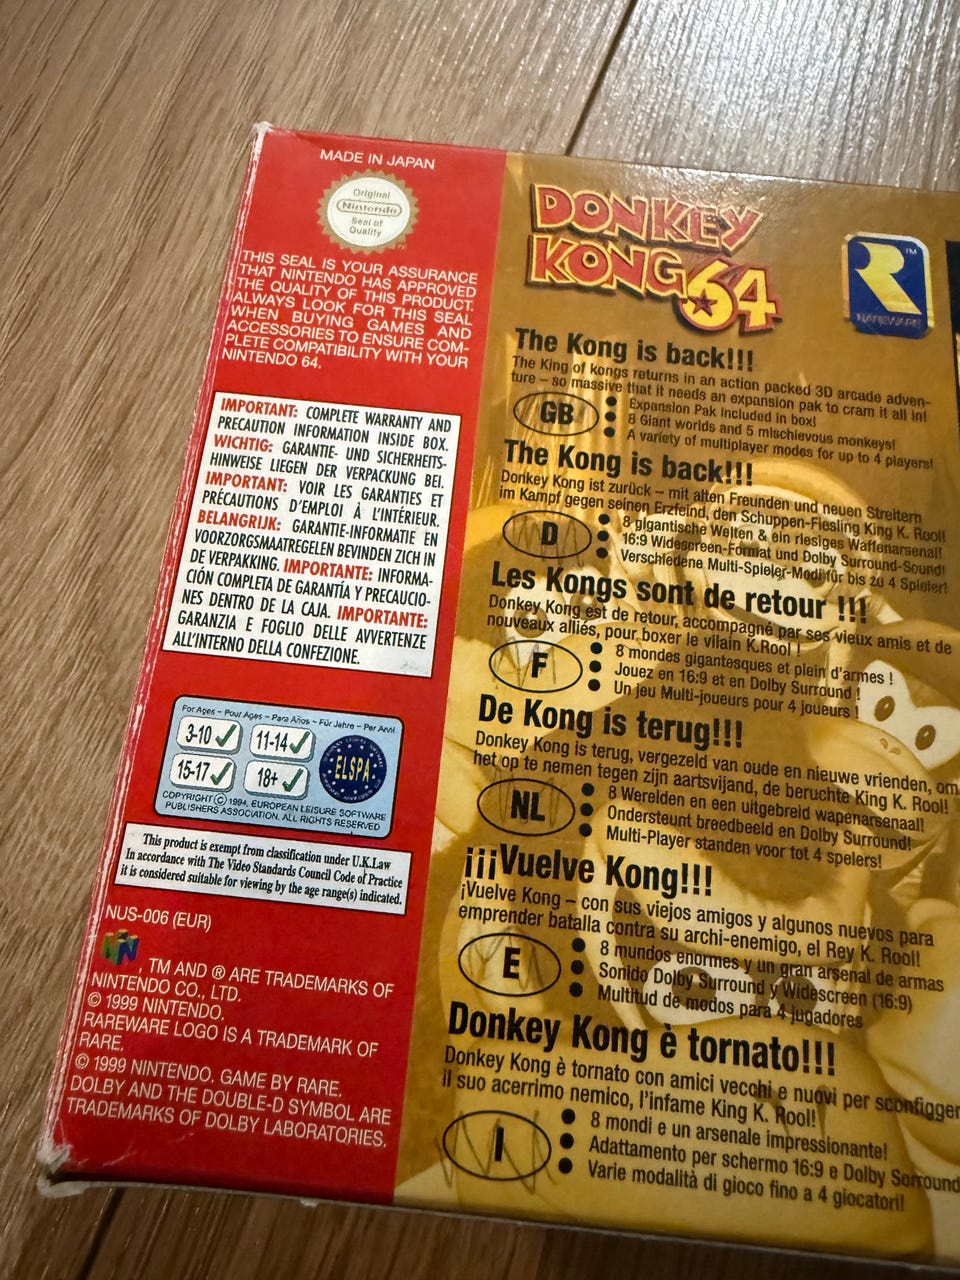 MADE IN JAPAN
Original
Nintendo
Seal of
Quality
THIS SEAL IS YOUR ASSURANCE
THAT NINTENDO HAS APPROVED
THE QUALITY OF THIS PRODUCT.
ALWAYS LOOK FOR THIS SEAL
WHEN BUYING GAMES AND
ACCESSORIES TO ENSURE COM-
PLETE COMPATIBILITY WITH YOUR
NINTENDO 64.
IMPORTANT: COMPLETE WARRANTY AND
PRECAUTION INFORMATION INSIDE BOX.
WICHTIG: GARANTIE- UND SICHERHEITS-
HINWEISE LIEGEN DER VERPACKUNG BEI.
IMPORTANT: VOIR LES GARANTIES ET
PRÉCAUTIONS D'EMPLOI À L'INTÉRIEUR.
BELANGRIJK: GARANTIE-INFORMATIE EN
VOORZORGSMAATREGELEN BEVINDEN ZICH IN
DE VERPAKKING. IMPORTANTE: INFORMA-
CIÓN COMPLETA DE GARANTÍA Y PRECAUCIO-
NES DENTRO DE LA CAJA. IMPORTANTE:
GARANZIA E FOGLIO DELLE AVVERTENZE
ALL'INTERNO DELLA CONFEZIONE.
For Ages - Pour Ages - Para Años - Für Jahre - Per Anni
3-10 11-14
15-17 18+
ELSPA
COPYRIGHT © 1994, EUROPEAN LEISURE SOFTWARE
PUBLISHERS ASSOCIATION. ALL RIGHTS RESERVED
This product is exempt from classification under U.K.Law
In accordance with The Video Standards Council Code of Practice
it is considered suitable for viewing by the age range(s) indicated.
NUS-006 (EUR)
, TM AND ® ARE TRADEMARKS OF
NINTENDO CO., LTD.
© 1999 NINTENDO.
RAREWARE LOGO IS A TRADEMARK OF
RARE.
© 1999 NINTENDO. GAME BY RARE.
DOLBY AND THE DOUBLE-D SYMBOL ARE
TRADEMARKS OF DOLBY LABORATORIES.
DONKEY
KONG 64
R TM
RAREWARE
The Kong is back!!!
The King of kongs returns in an action packed 3D arcade adven-
ture – so massive that it needs an expansion pak to cram it all in!
GB
• Expansion Pak included in box!
• 8 Giant worlds and 5 mischievous monkeys!
• A variety of multiplayer modes for up to 4 players!
The Kong is back!!!
Donkey Kong ist zurück – mit alten Freunden und neuen Streitern
im Kampf gegen seinen Erzfeind, den Schuppen-Fiesling King K. Rool!
D
• 8 gigantische Welten & ein riesiges Waffenarsenal!
• 16:9 Widescreen-Format und Dolby Surround-Sound!
• Verschiedene Multi-Spieler-Modi für bis zu 4 Spieler!
Les Kongs sont de retour !!!
Donkey Kong est de retour, accompagné par ses vieux amis et de
nouveaux alliés, pour boxer le vilain K.Rool !
F
• 8 mondes gigantesques et plein d'armes !
• Jouez en 16:9 et en Dolby Surround !
• Un jeu Multi-joueurs pour 4 joueurs !
De Kong is terug!!!
Donkey Kong is terug, vergezeld van oude en nieuwe vrienden, om
het op te nemen tegen zijn aartsvijand, de beruchte King K. Rool!
NL
• 8 Werelden en een uitgebreid wapenarsenaal!
• Ondersteunt breedbeeld en Dolby Surround!
• Multi-Player standen voor tot 4 spelers!
¡¡¡Vuelve Kong!!!
¡Vuelve Kong – con sus viejos amigos y algunos nuevos para
emprender batalla contra su archi-enemigo, el Rey K. Rool!
E
• 8 mundos enormes y un gran arsenal de armas
• Sonido Dolby Surround y Widescreen (16:9)
• Multitud de modos para 4 jugadores
Donkey Kong è tornato!!!
Donkey Kong è tornato con amici vecchi e nuovi per sconfigger
il suo acerrimo nemico, l'infame King K. Rool!
I
• 8 mondi e un arsenale impressionante!
• Adattamento per schermo 16:9 e Dolby Surround
• Varie modalità di gioco fino a 4 giocatori!